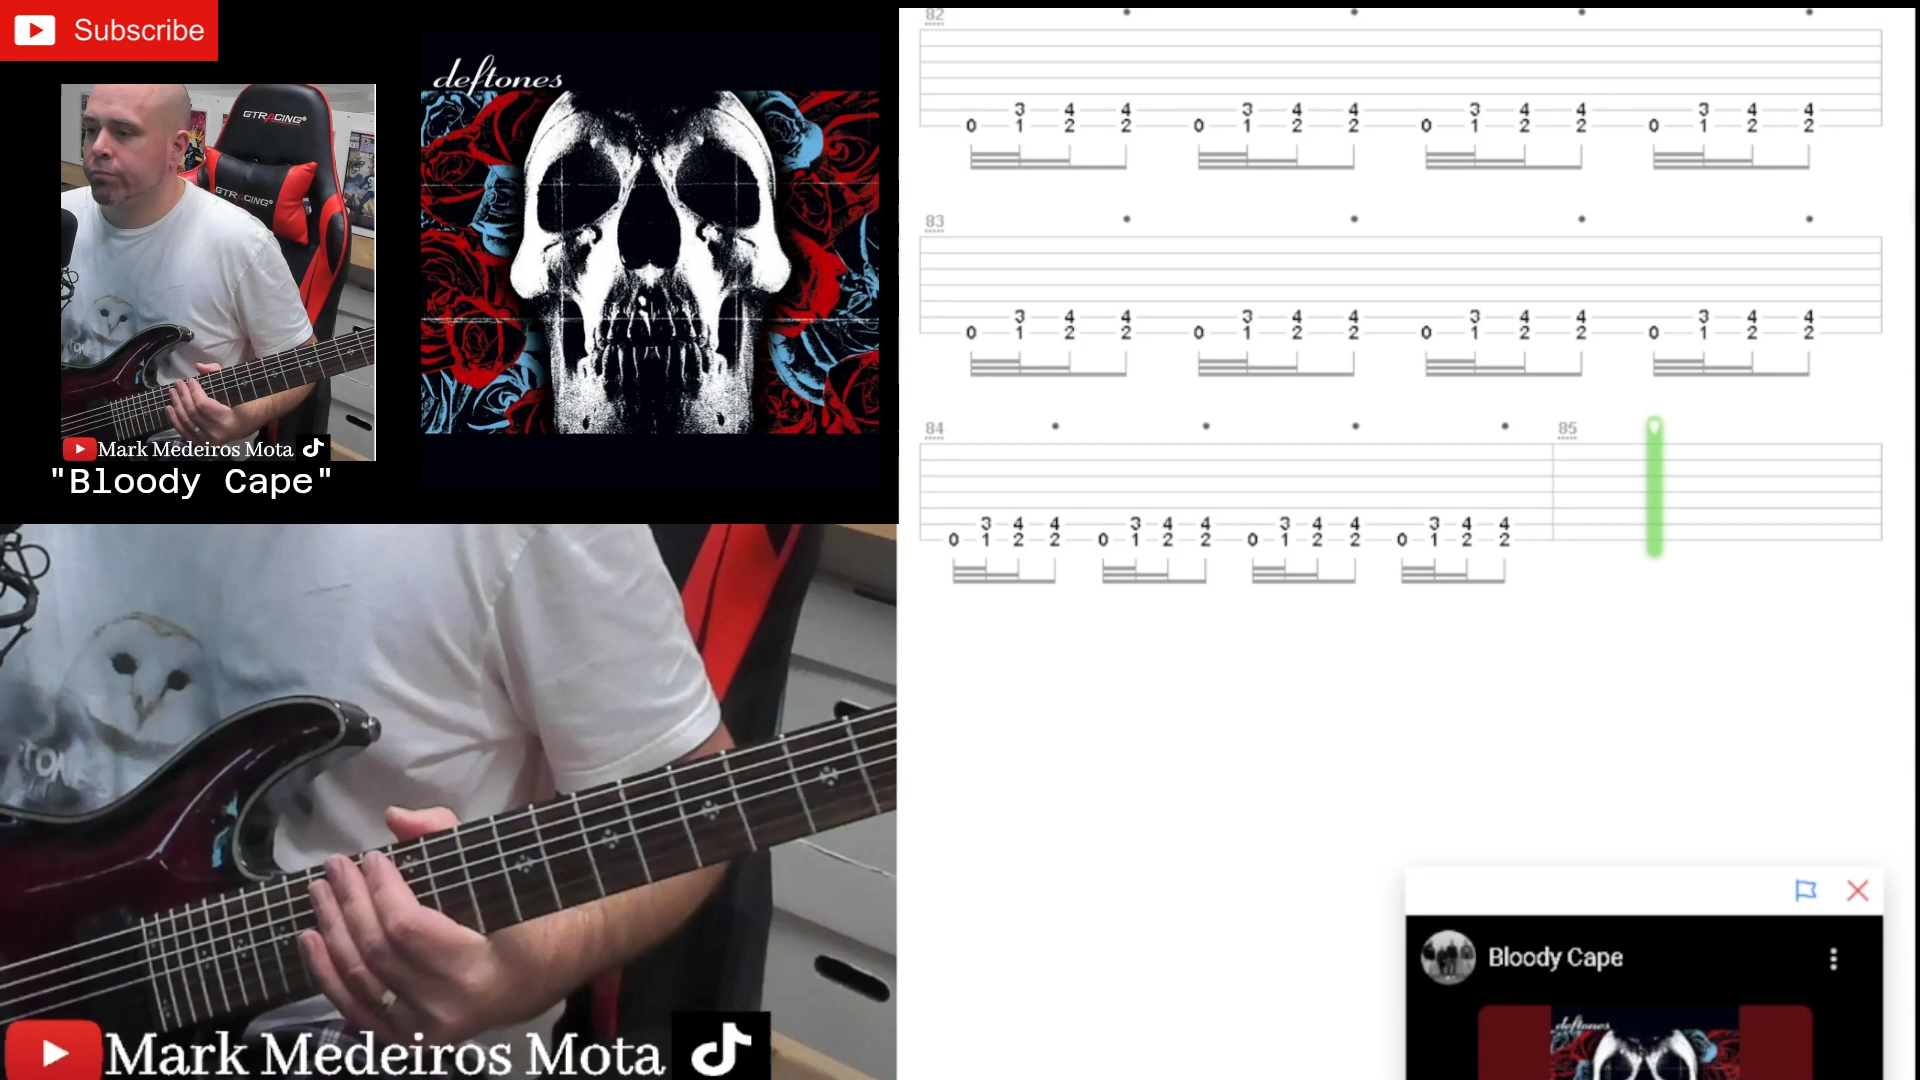 Subscribe
deftones
GTRACING
GTRACING
Mark Medeiros Mota
"Bloody Cape"
Mark Medeiros Mota
82
3 4 4 3 4 4 3 4 4 3 4 4
0 1 2 2 0 1 2 2 0 1 2 2 0 1 2 2
83
3 4 4 3 4 4 3 4 4 3 4 4
0 1 2 2 0 1 2 2 0 1 2 2 0 1 2 2
84 85
3 4 4 3 4 4 3 4 4 3 4 4
0 1 2 2 0 1 2 2 0 1 2 2 0 1 2 2
Bloody Cape
deftones